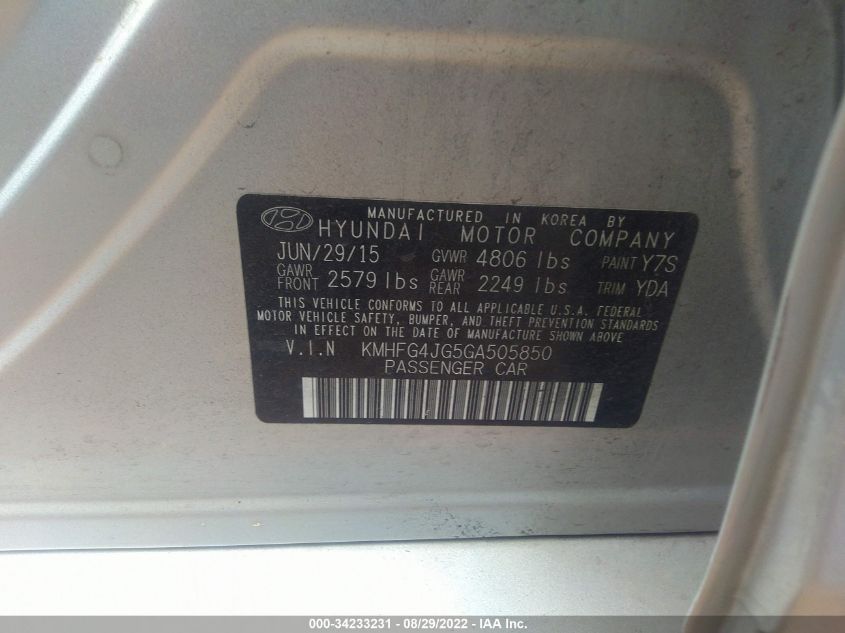 MANUFACTURED IN KOREA BY
HYUNDAI MOTOR COMPANY
JUN/29/15 GVWR 4806 lbs PAINT Y7S
GAWR FRONT 2579 lbs GAWR REAR 2249 lbs TRIM YDA
THIS VEHICLE CONFORMS TO ALL APPLICABLE U.S.A. FEDERAL
MOTOR VEHICLE SAFETY, BUMPER, AND THEFT PREVENTION STANDARDS
IN EFFECT ON THE DATE OF MANUFACTURE SHOWN ABOVE
V.I.N KMHFG4JG5GA505850
PASSENGER CAR
000-34233231 - 08/29/2022 - IAA Inc.